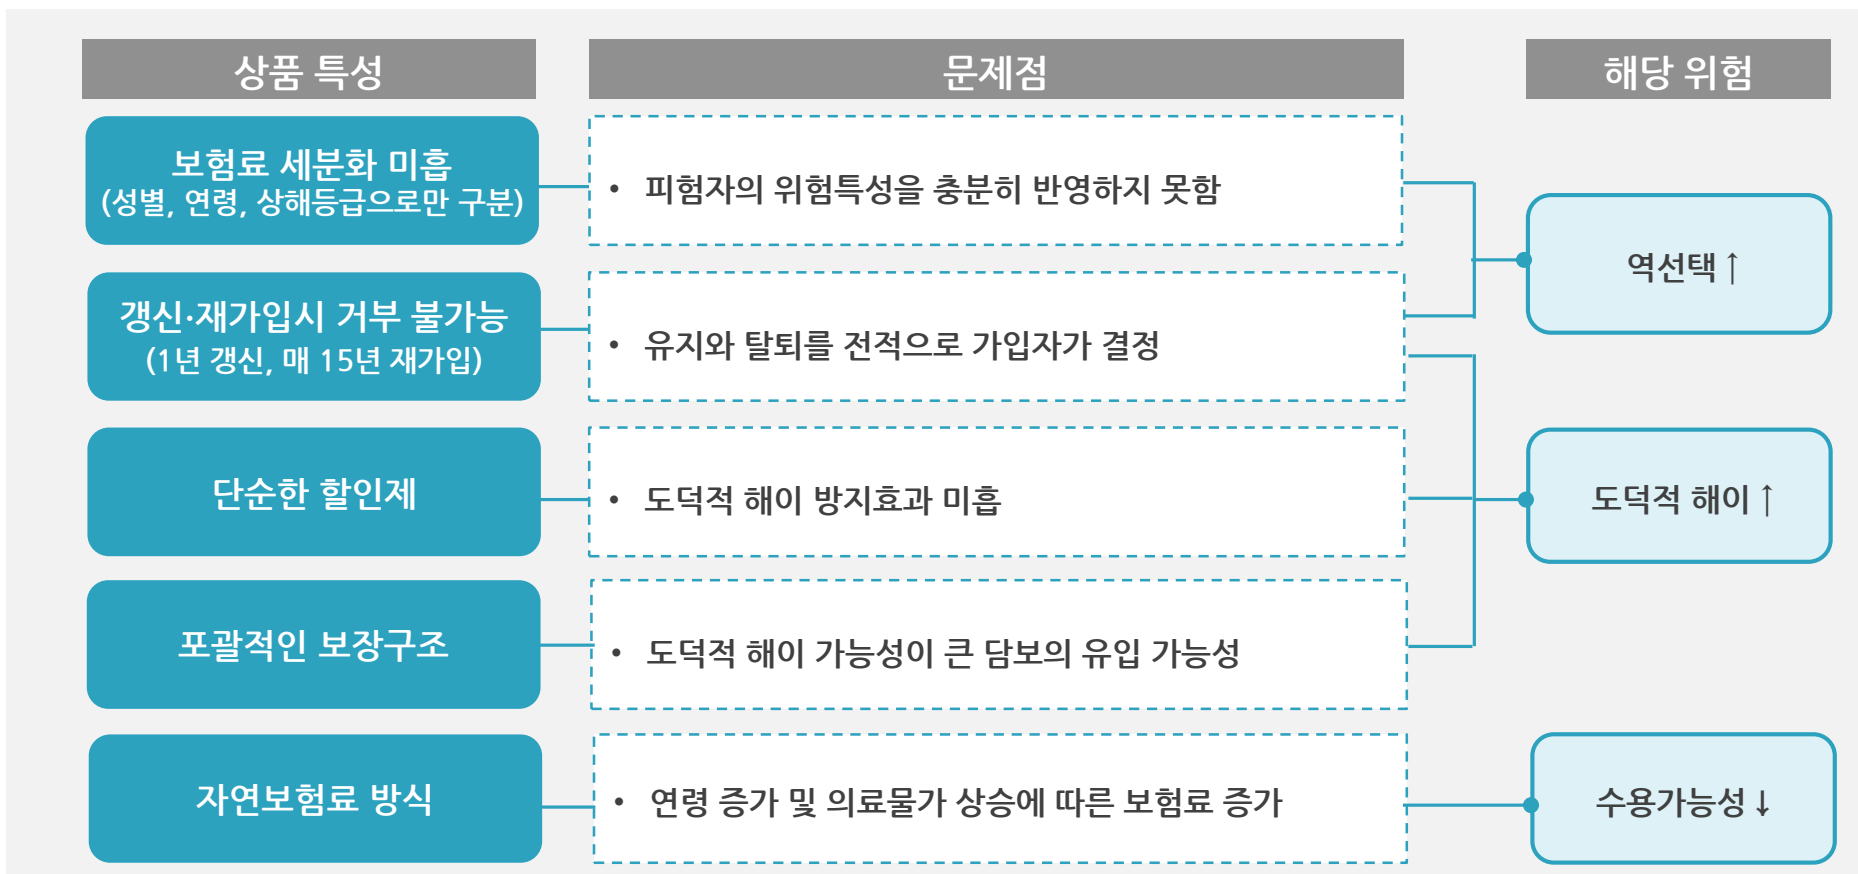 상품 특성
문제점
해당 위험
보험료 세분화 미흡
(성별, 연령, 상해등급으로만 구분)
• 피험자의 위험특성을 충분히 반영하지 못함
역선택↑
갱신·재가입시 거부 불가능
(1년 갱신, 매 15년 재가입)
• 유지와 탈퇴를 전적으로 가입자가 결정
단순한 할인제
• 도덕적 해이 방지효과 미흡
도덕적 해이↑
포괄적인 보장구조
• 도덕적 해이 가능성이 큰 담보의 유입 가능성
자연보험료 방식
• 연령 증가 및 의료물가 상승에 따른 보험료 증가
수용가능성↓